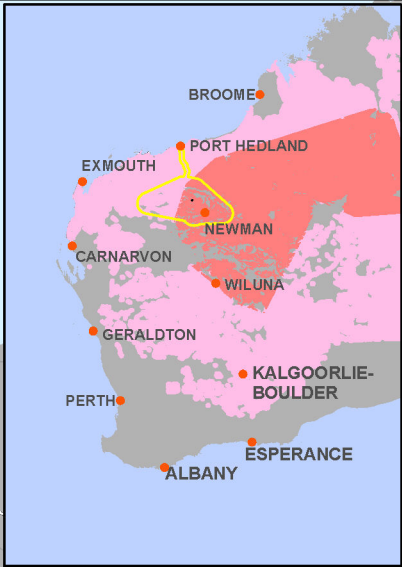 BROOME
PORT HEDLAND
EXMOUTH
NEWMAN
CARNARVON
WILUNA
GERALDTON
KALGOORLIE-
BOULDER
PERTH
ESPERANCE
ALBANY